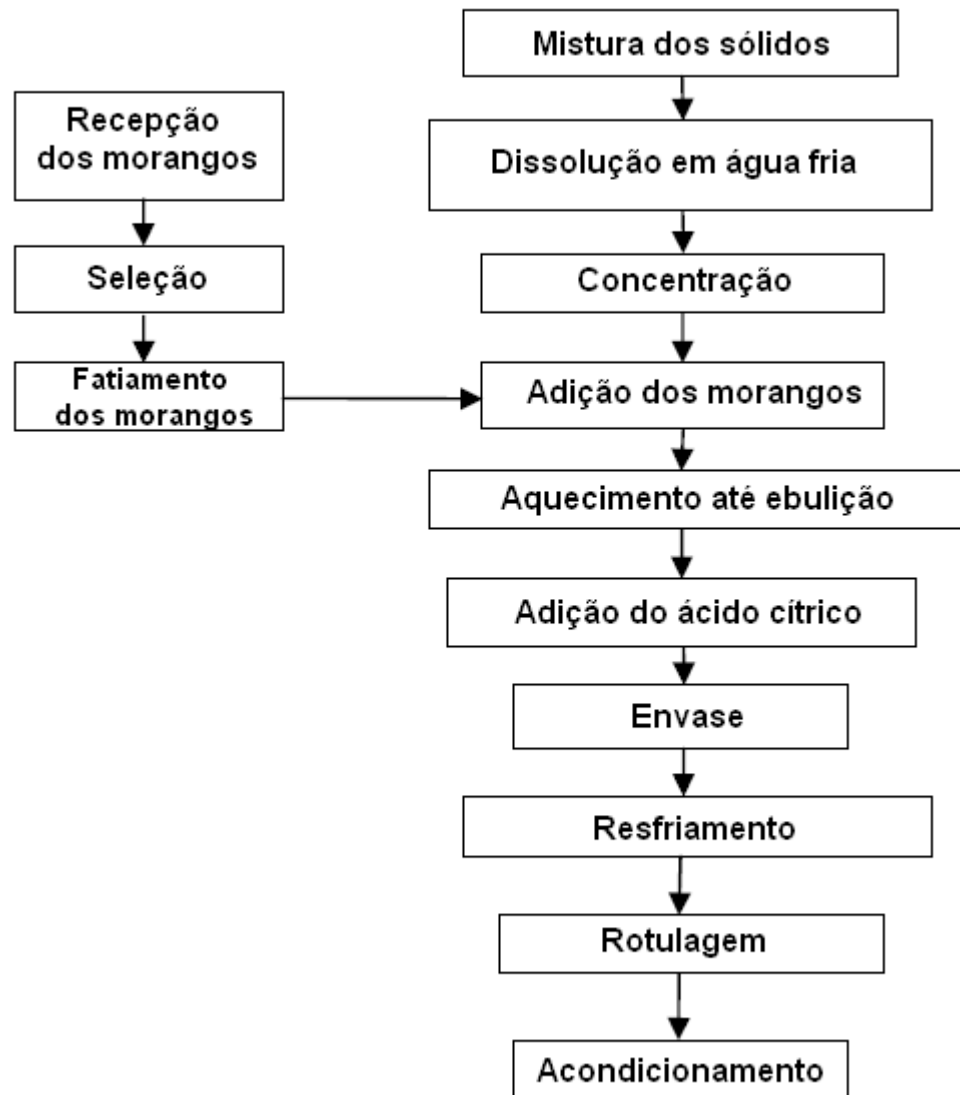 Mistura dos sólidos
Recepção
dos morangos
Dissolução em água fria
Seleção
Concentração
Fatiamento
dos morangos
Adição dos morangos
Aquecimento até ebulição
Adição do ácido cítrico
Envase
Resfriamento
Rotulagem
Acondicionamento